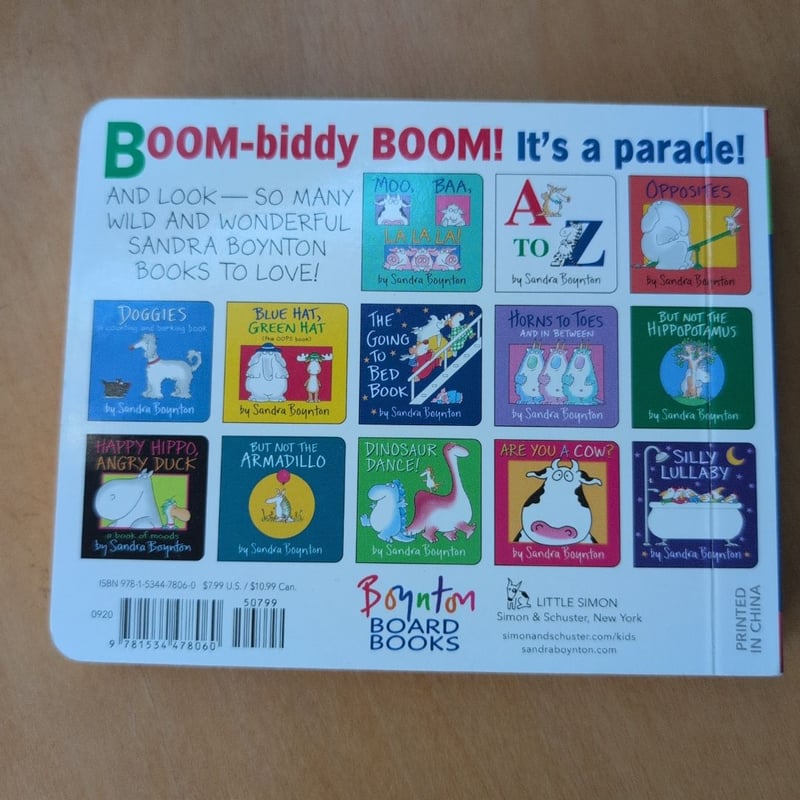 BOOM-biddy BOOM! It's a parade!
AND LOOK — SO MANY
WILD AND WONDERFUL
SANDRA BOYNTON
BOOKS TO LOVE!
MOO, BAA,
LA LA LA!
A
TO Z
by Sandra Boynton
OPPOSITES
by Sandra Boynton
by Sandra Boynton
DOGGIES
a counting and barking book
by Sandra Boynton
BLUE HAT,
GREEN HAT
(the OOPS book)
by Sandra Boynton
THE
GOING
TO
BED
BOOK
by Sandra Boynton
HORNS TO TOES
AND IN BETWEEN
by Sandra Boynton
BUT NOT THE
HIPPOPOTAMUS
by Sandra Boynton
HAPPY HIPPO,
ANGRY DUCK
a book of moods
by Sandra Boynton
BUT NOT THE
ARMADILLO
by Sandra Boynton
DINOSAUR
DANCE!
by Sandra Boynton
ARE YOU A COW?
by Sandra Boynton
SILLY
LULLABY
by Sandra Boynton
ISBN 978-1-5344-7806-0 $7.99 U.S. / $10.99 Can.
50799
0920
9 781534 478060
Boynton
BOARD
BOOKS
LITTLE SIMON
Simon & Schuster, New York
simonandschuster.com/kids
sandraboynton.com
PRINTED
IN CHINA